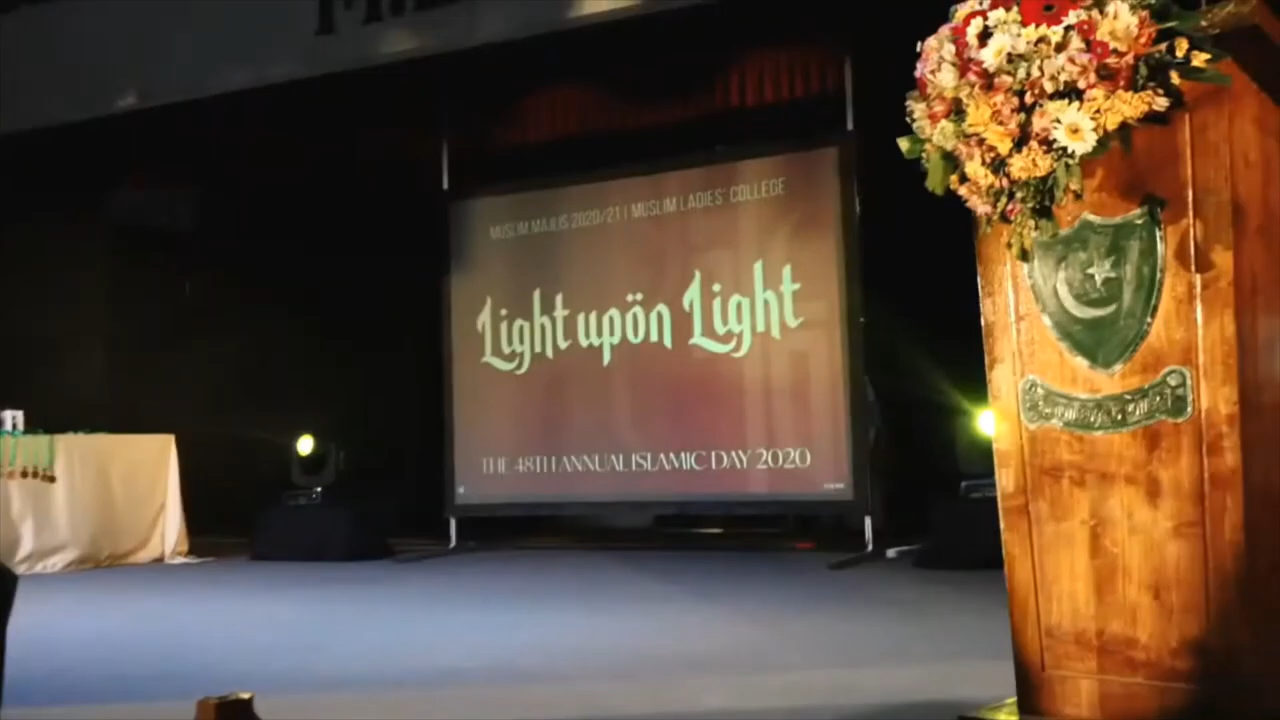 MUSLIM MAJLIS 2020/21 | MUSLIM LADIES' COLLEGE
Light upön Light
THE 48TH ANNUAL ISLAMIC DAY 2020